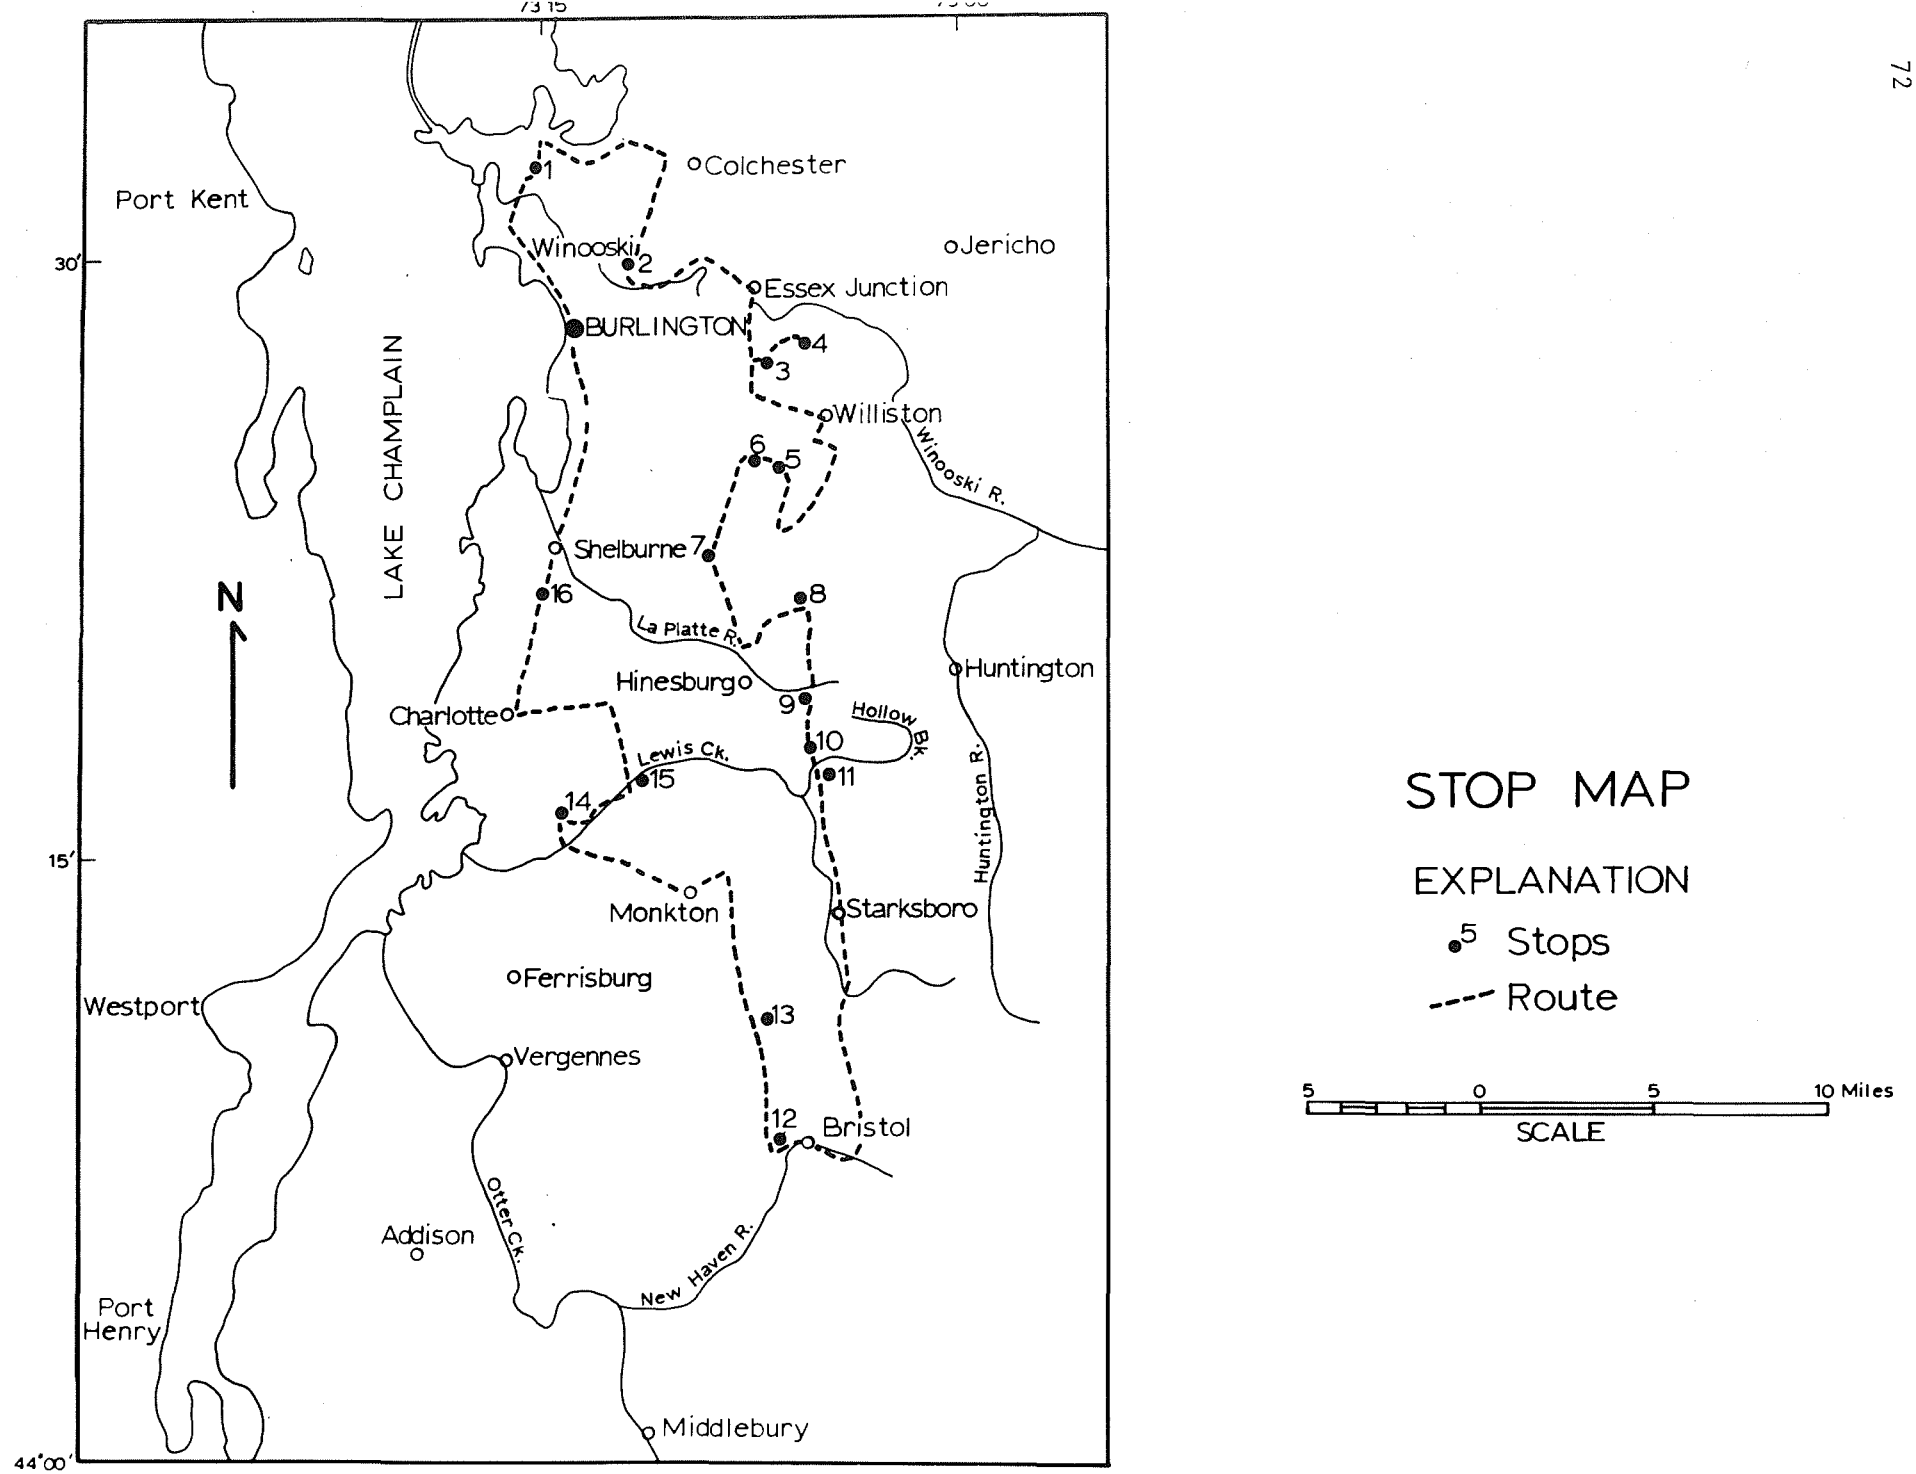 73 15
72
Colchester
1
Port Kent
Winooski
2
Jericho
30'
Essex Junction
BURLINGTON
4
3
LAKE CHAMPLAIN
Williston
6
5
Winooski R.
Shelburne
7
N
16
8
La Platte R.
Hinesburg
Huntington
9
Charlotte
Hollow Bk.
10
Lewis Ck.
15
11
STOP MAP
14
Huntington R.
15'
EXPLANATION
Monkton
Starksboro
5 Stops
Ferrisburg
Route
Westport
13
Vergennes
5 0 5 10 Miles
SCALE
12
Bristol
Otter Ck.
Addison
New Haven R.
Port
Henry
Middlebury
44°00'